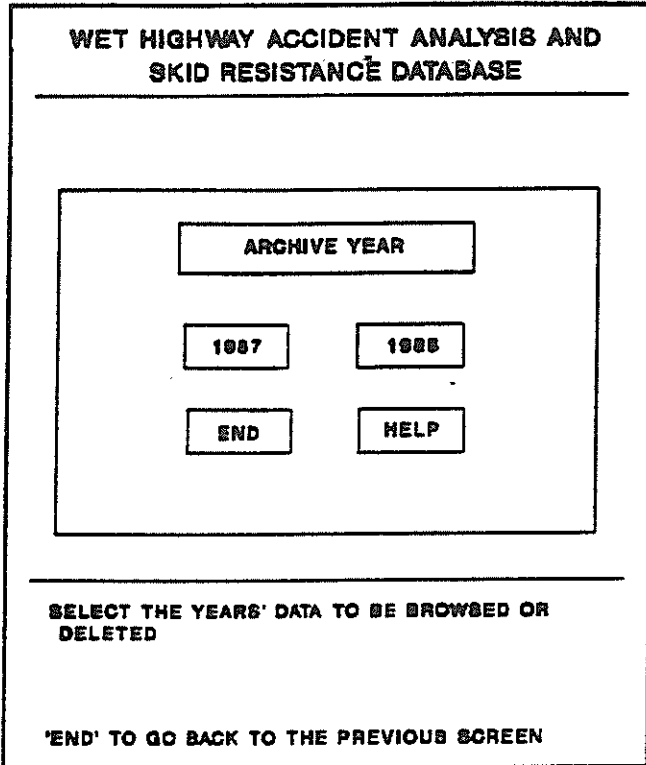 WET HIGHWAY ACCIDENT ANALYSIS AND
SKID RESISTANCE DATABASE
ARCHIVE YEAR
1987 1988
END HELP
SELECT THE YEARS' DATA TO BE BROWSED OR
DELETED
'END' TO GO BACK TO THE PREVIOUS SCREEN